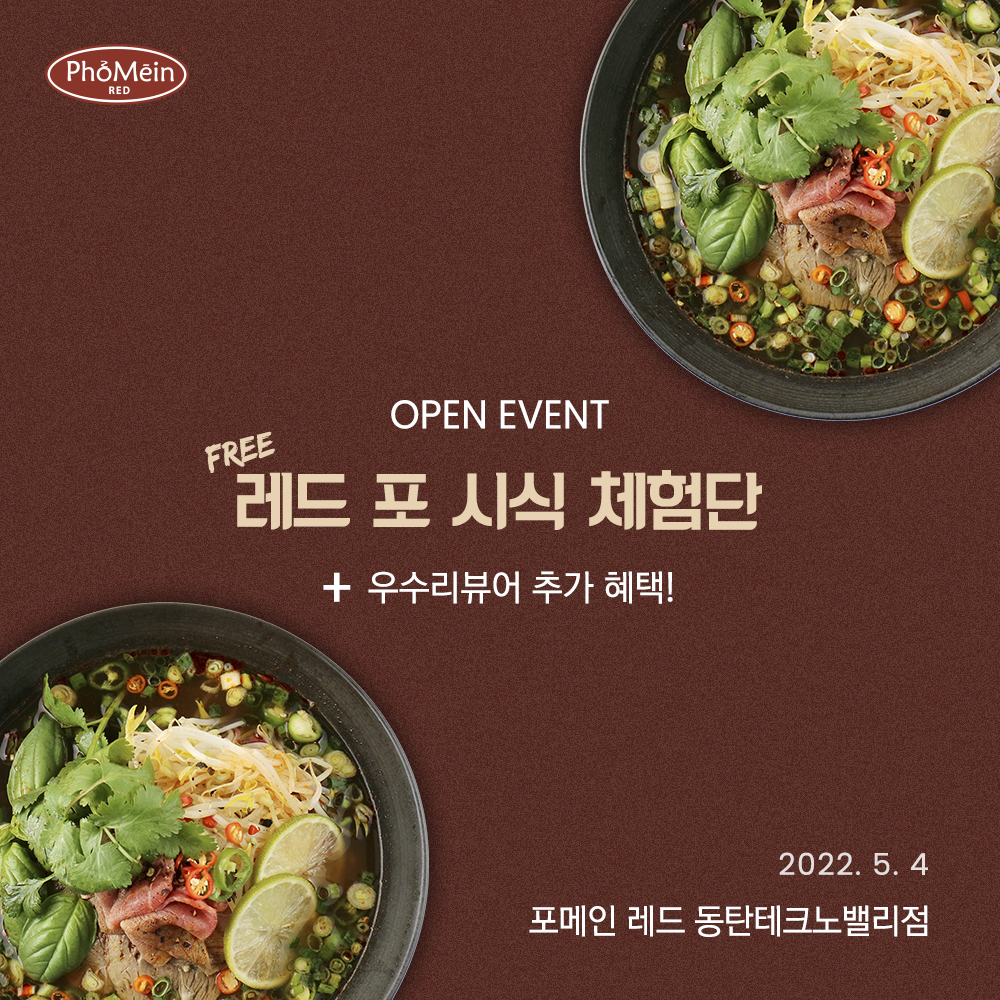 PhỏMēin
RED
OPEN EVENT
FREE
레드 포 시식 체험단
+ 우수리뷰어 추가 혜택!
2022. 5. 4
포메인 레드 동탄테크노밸리점